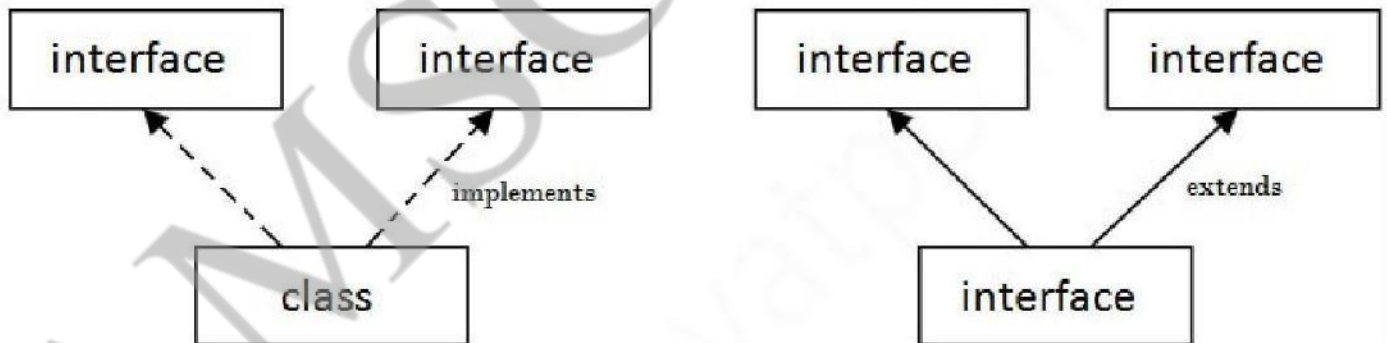 interface interface interface interface
implements extends
class interface